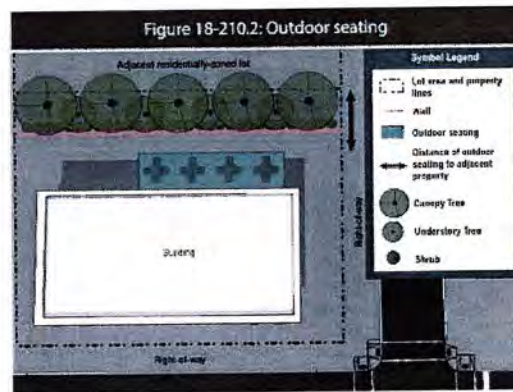 Figure 18-210.2: Outdoor seating
Adjacent residentially-zoned lot
Symbol Legend
Lot area and property
lines
Wall
Outdoor seating
Distance of outdoor
seating to adjacent
property
Canopy Tree
Understory Tree
Shrub
Right-of-way
Building
Right-of-way